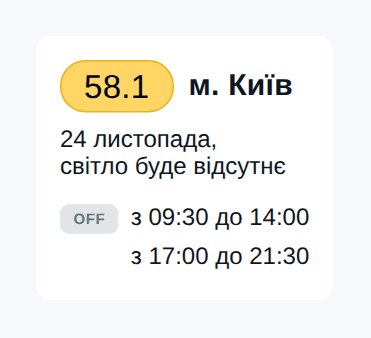 58.1 м. Київ
24 листопада,
світло буде відсутнє
OFF з 09:30 до 14:00
з 17:00 до 21:30